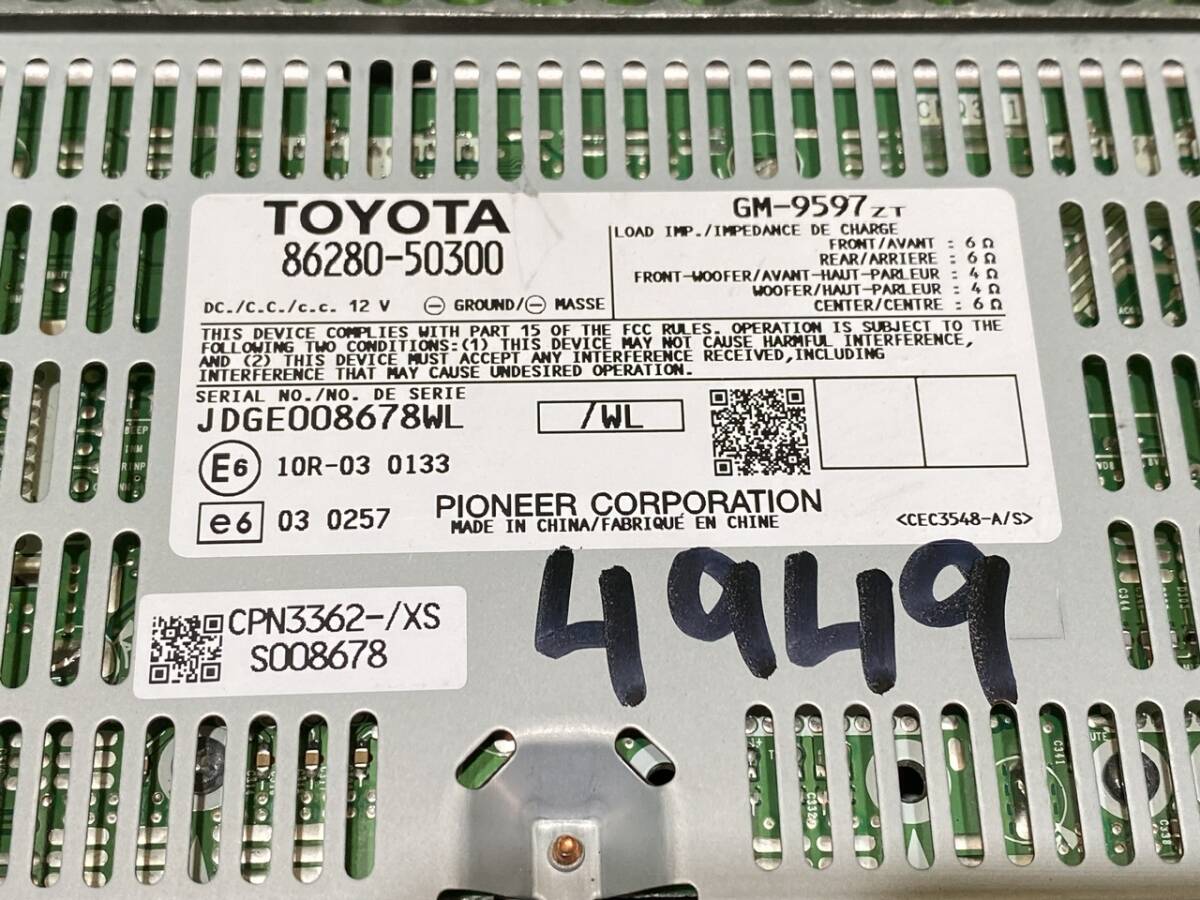 TOYOTA
86280-50300
DC./C.C./c.c. 12 V ⊖ GROUND/⊖ MASSE
GM-9597ZT
LOAD IMP./IMPEDANCE DE CHARGE
FRONT/AVANT : 6 Ω
REAR/ARRIERE : 6 Ω
FRONT-WOOFER/AVANT-HAUT-PARLEUR : 4 Ω
WOOFER/HAUT-PARLEUR : 4 Ω
CENTER/CENTRE : 6 Ω
THIS DEVICE COMPLIES WITH PART 15 OF THE FCC RULES. OPERATION IS SUBJECT TO THE
FOLLOWING TWO CONDITIONS:(1) THIS DEVICE MAY NOT CAUSE HARMFUL INTERFERENCE,
AND (2) THIS DEVICE MUST ACCEPT ANY INTERFERENCE RECEIVED,INCLUDING
INTERFERENCE THAT MAY CAUSE UNDESIRED OPERATION.
SERIAL NO./NO. DE SERIE
JDGE008678WL
/WL
E6 10R-03 0133
e6 03 0257
PIONEER CORPORATION
MADE IN CHINA/FABRIQUÉ EN CHINE
<CEC3548-A/S>
4949
CPN3362-/XS
S008678